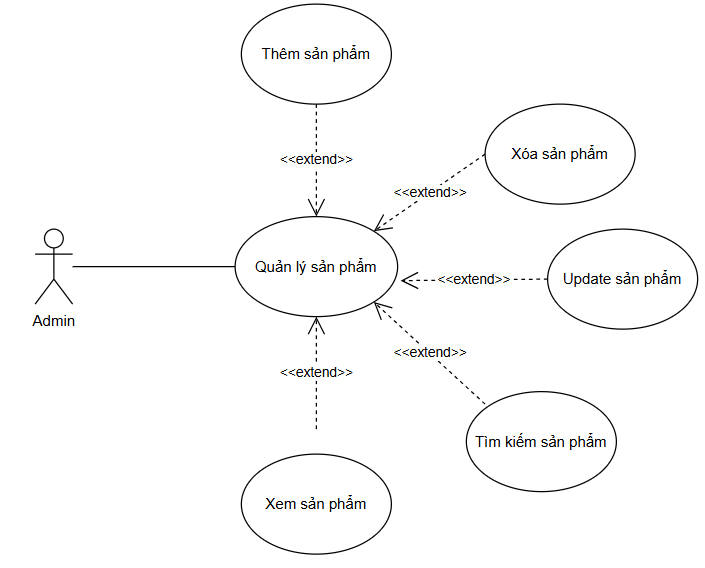 Thêm sản phẩm
<<extend>>
Xóa sản phẩm
<<extend>>
Quản lý sản phẩm
<<extend>>
Update sản phẩm
Admin
<<extend>>
<<extend>>
Tìm kiếm sản phẩm
Xem sản phẩm